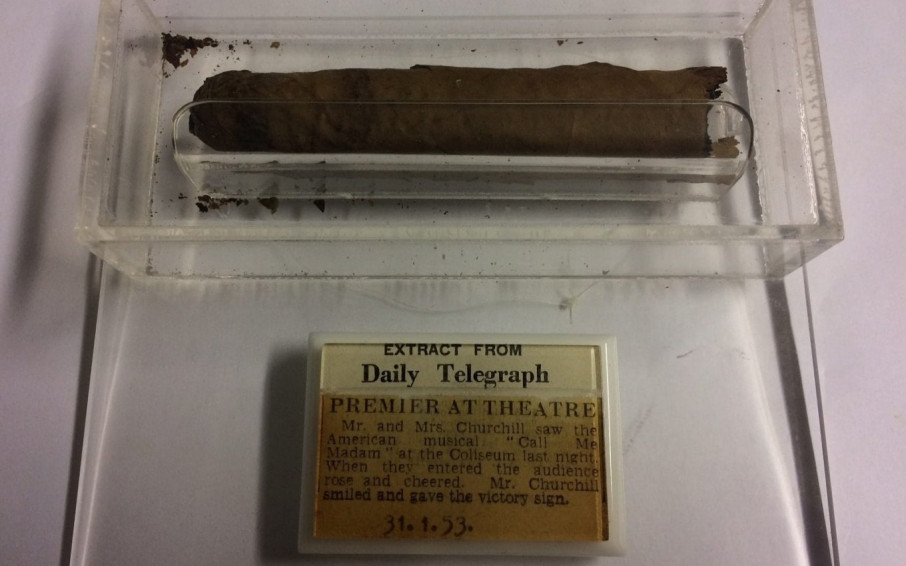 EXTRACT FROM
Daily Telegraph
PREMIER AT THEATRE
Mr. and Mrs. Churchill saw the
American musical "Call Me
Madam" at the Coliseum last night.
When they entered the audience
rose and cheered. Mr. Churchill
smiled and gave the victory sign.
31.1.53.